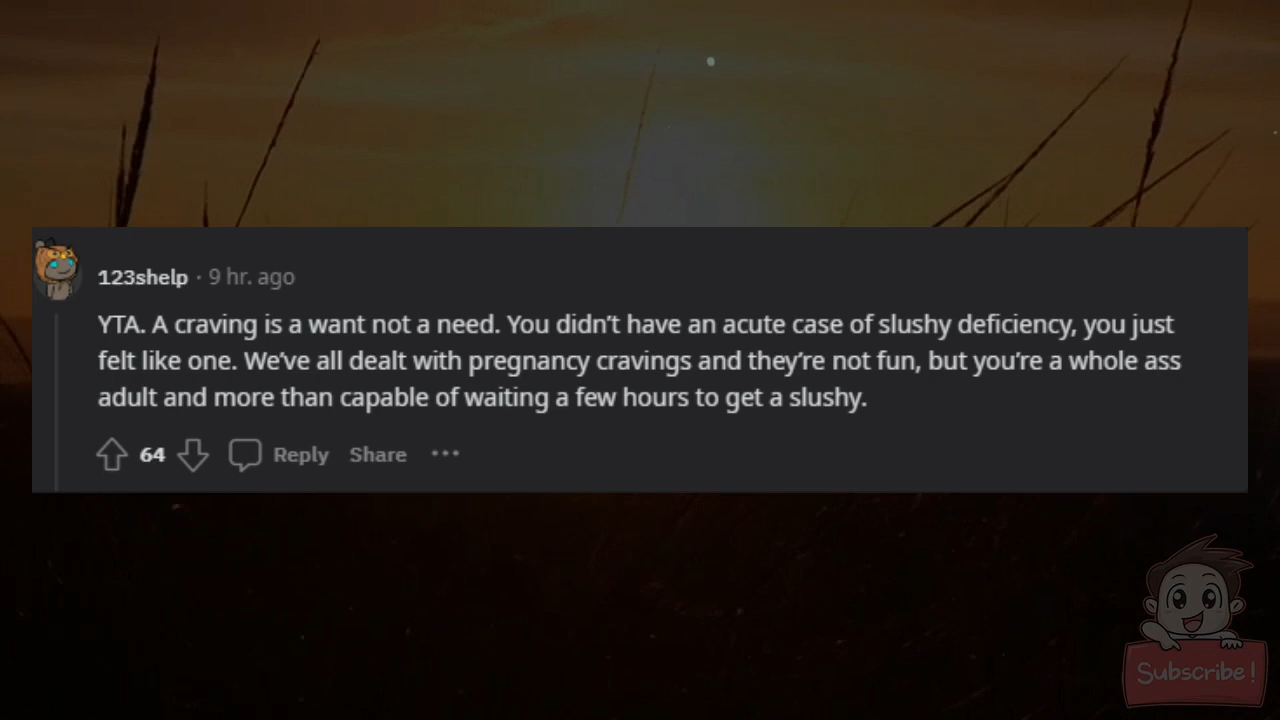 123shelp · 9 hr. ago
YTA. A craving is a want not a need. You didn’t have an acute case of slushy deficiency, you just
felt like one. We’ve all dealt with pregnancy cravings and they’re not fun, but you’re a whole ass
adult and more than capable of waiting a few hours to get a slushy.
64 Reply Share ···
Subscribe!